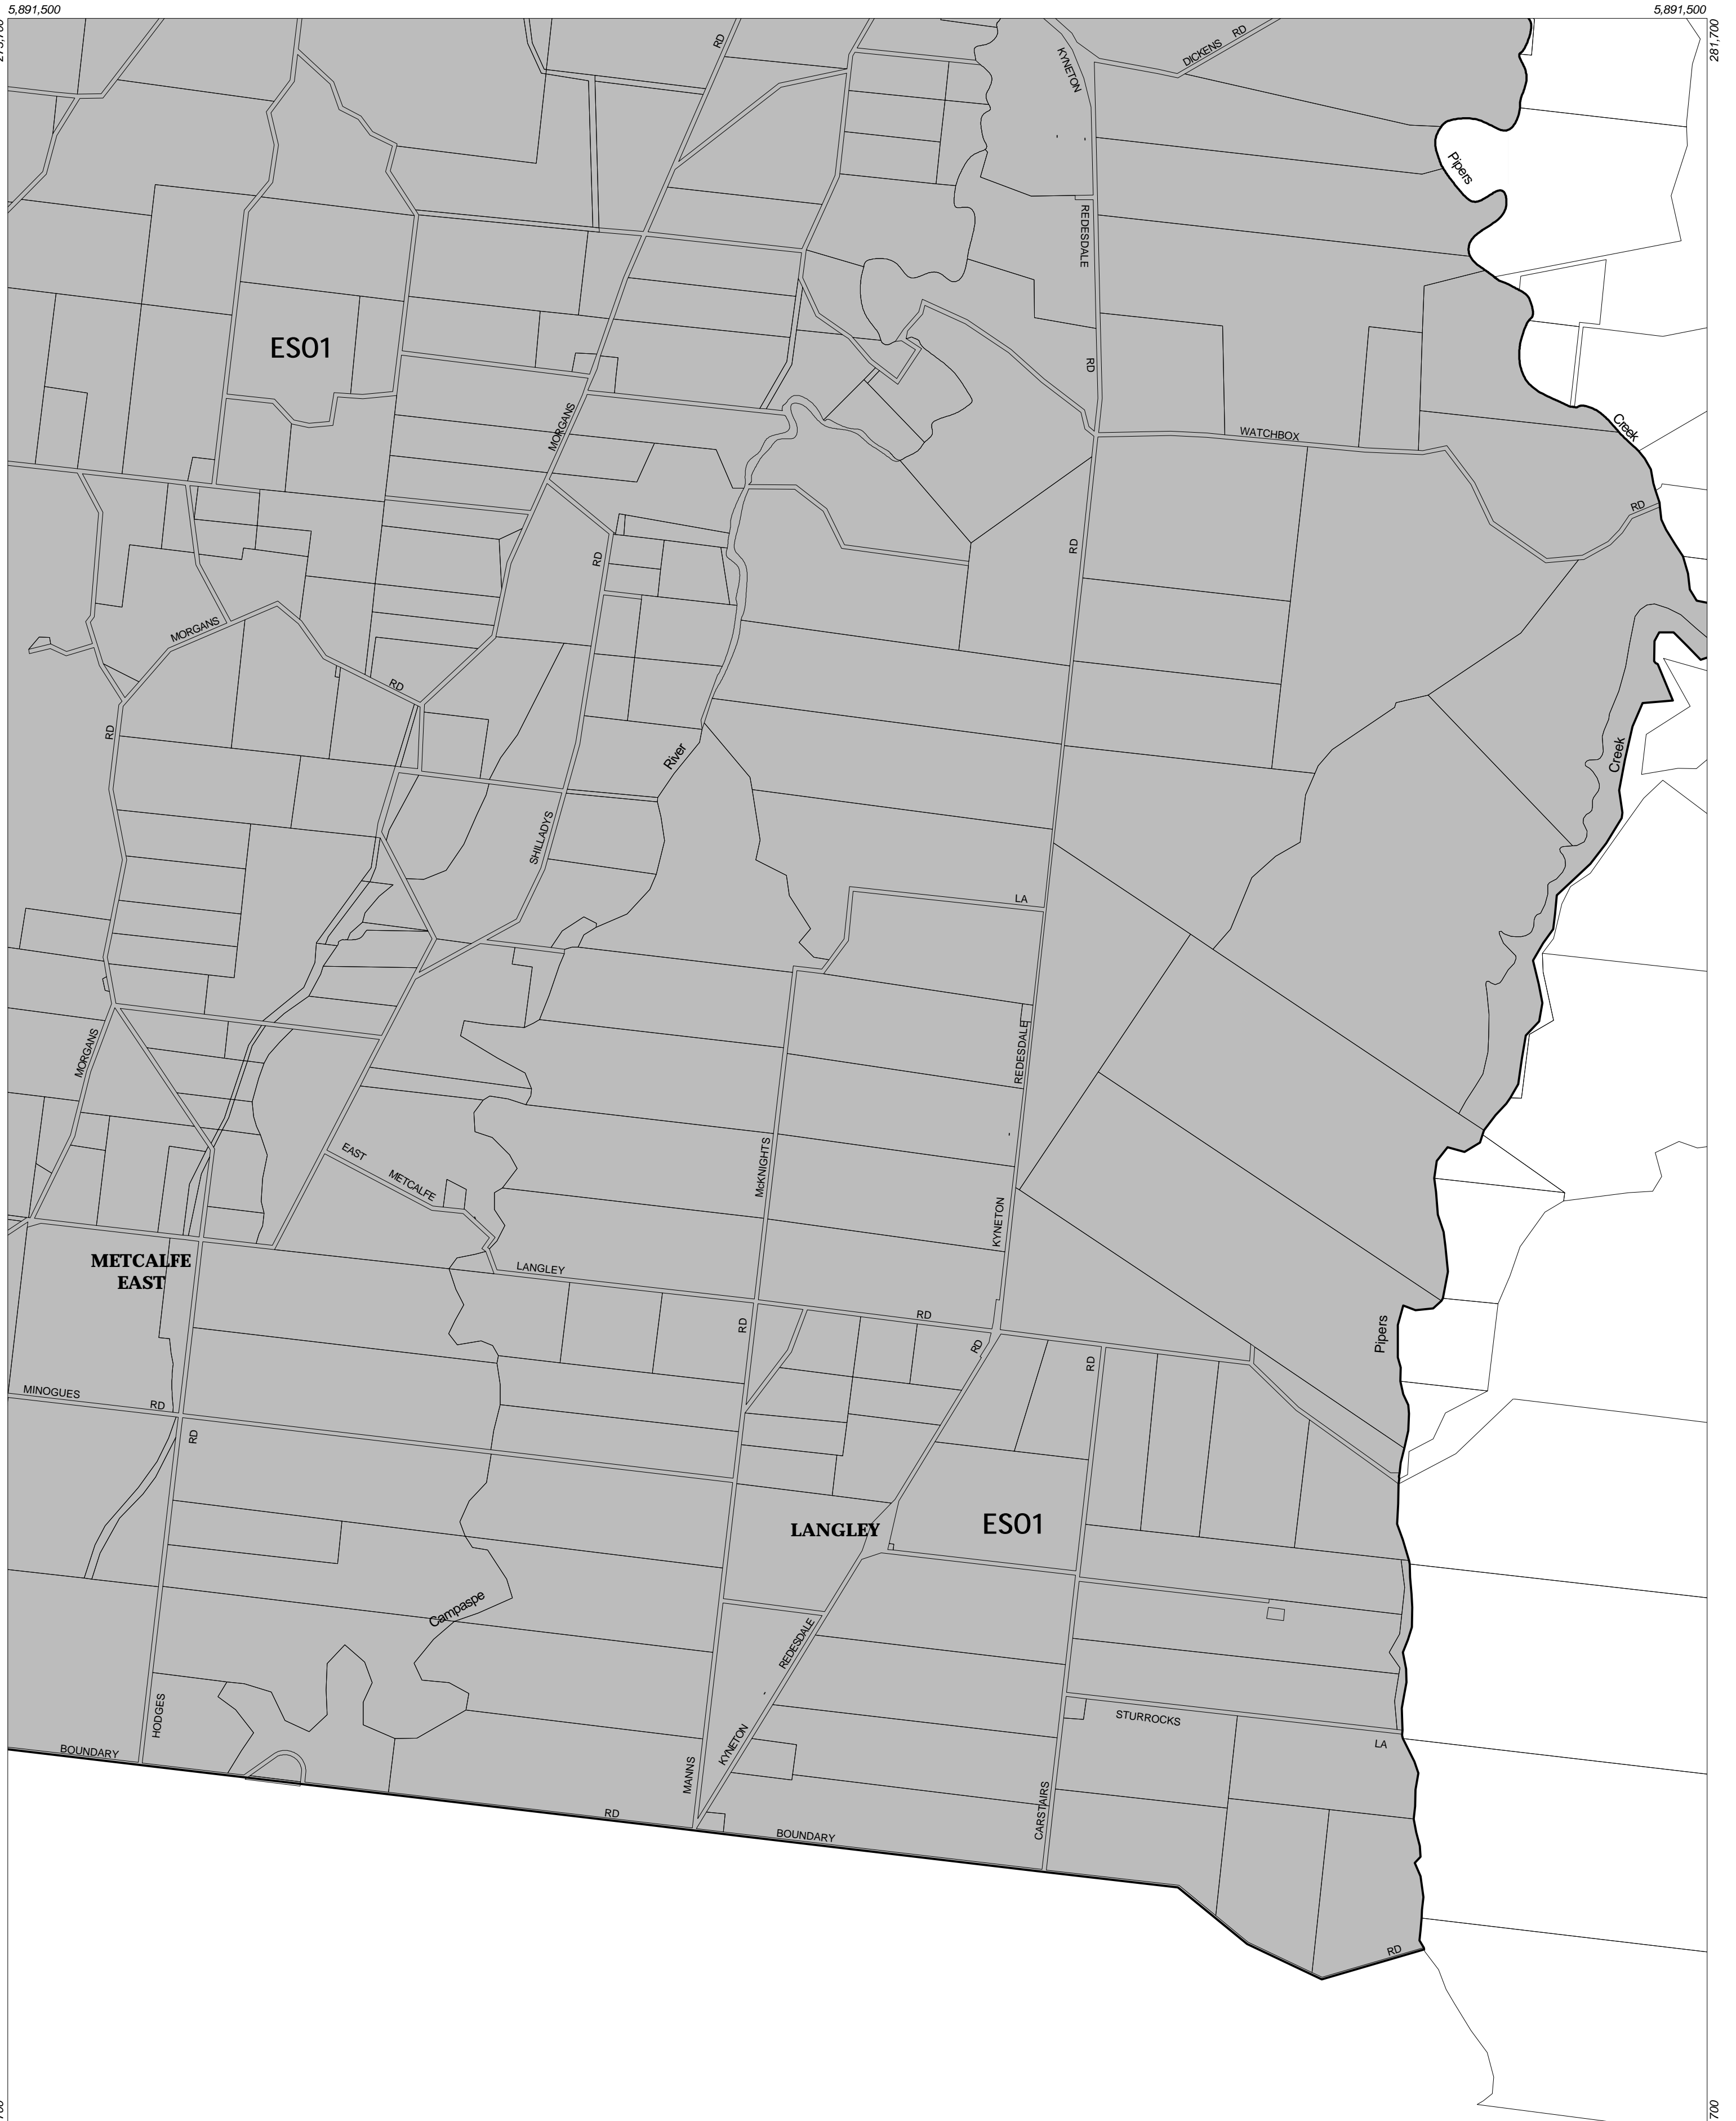 5,891,500
5,891,500
281,700
RD
KYNETON
DICKENS
RD
Pipers
REDESDALE
ESO1
RD
MORGANS
WATCHBOX
Creek
RD
RD
RD
MORGANS
RD
RD
River
Creek
SHILLADYS
LA
MORGANS
REDESDALE
EAST
METCALFE
McKNIGHTS
KYNETON
METCALFE
EAST
LANGLEY
RD
RD
RD
RD
Pipers
MINOGUES
RD
RD
LANGLEY
ESO1
Campaspe
REDESDALE
HODGES
STURROCKS
LA
BOUNDARY
KYNETON
MANNS
CARSTAIRS
RD
BOUNDARY
RD